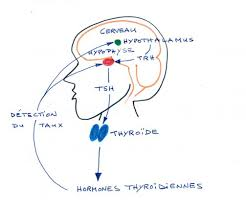 CERVEAU
HYPOTHALAMUS
HYPOPHYSE
TRH
TSH
DÉTECTION
DU TAUX
THYROÏDE
HORMONES THYROÏDIENNES